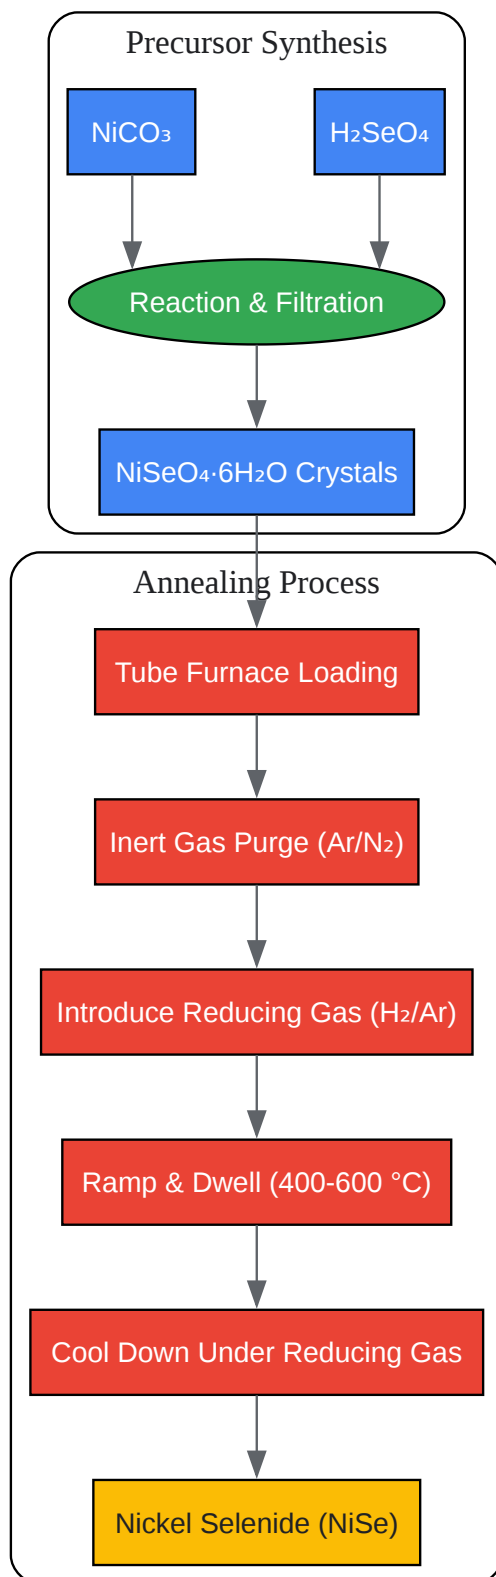 Precursor Synthesis
NiCO₃
H₂SeO₄
Reaction & Filtration
NiSeO₄·6H₂O Crystals
Annealing Process
Tube Furnace Loading
Inert Gas Purge (Ar/N₂)
Introduce Reducing Gas (H₂/Ar)
Ramp & Dwell (400-600 °C)
Cool Down Under Reducing Gas
Nickel Selenide (NiSe)